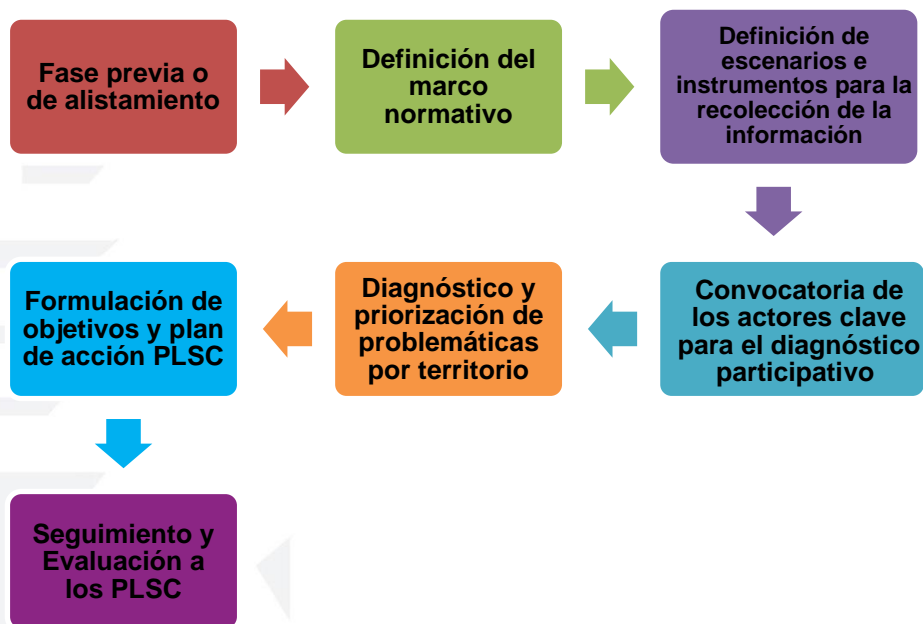 Fase previa o
de alistamiento
Definición del
marco
normativo
Definición de
escenarios e
instrumentos para la
recolección de la
información
Convocatoria de
los actores clave
para el diagnóstico
participativo
Diagnóstico y
priorización de
problemáticas
por territorio
Formulación de
objetivos y plan
de acción PLSC
Seguimiento y
Evaluación a
los PLSC